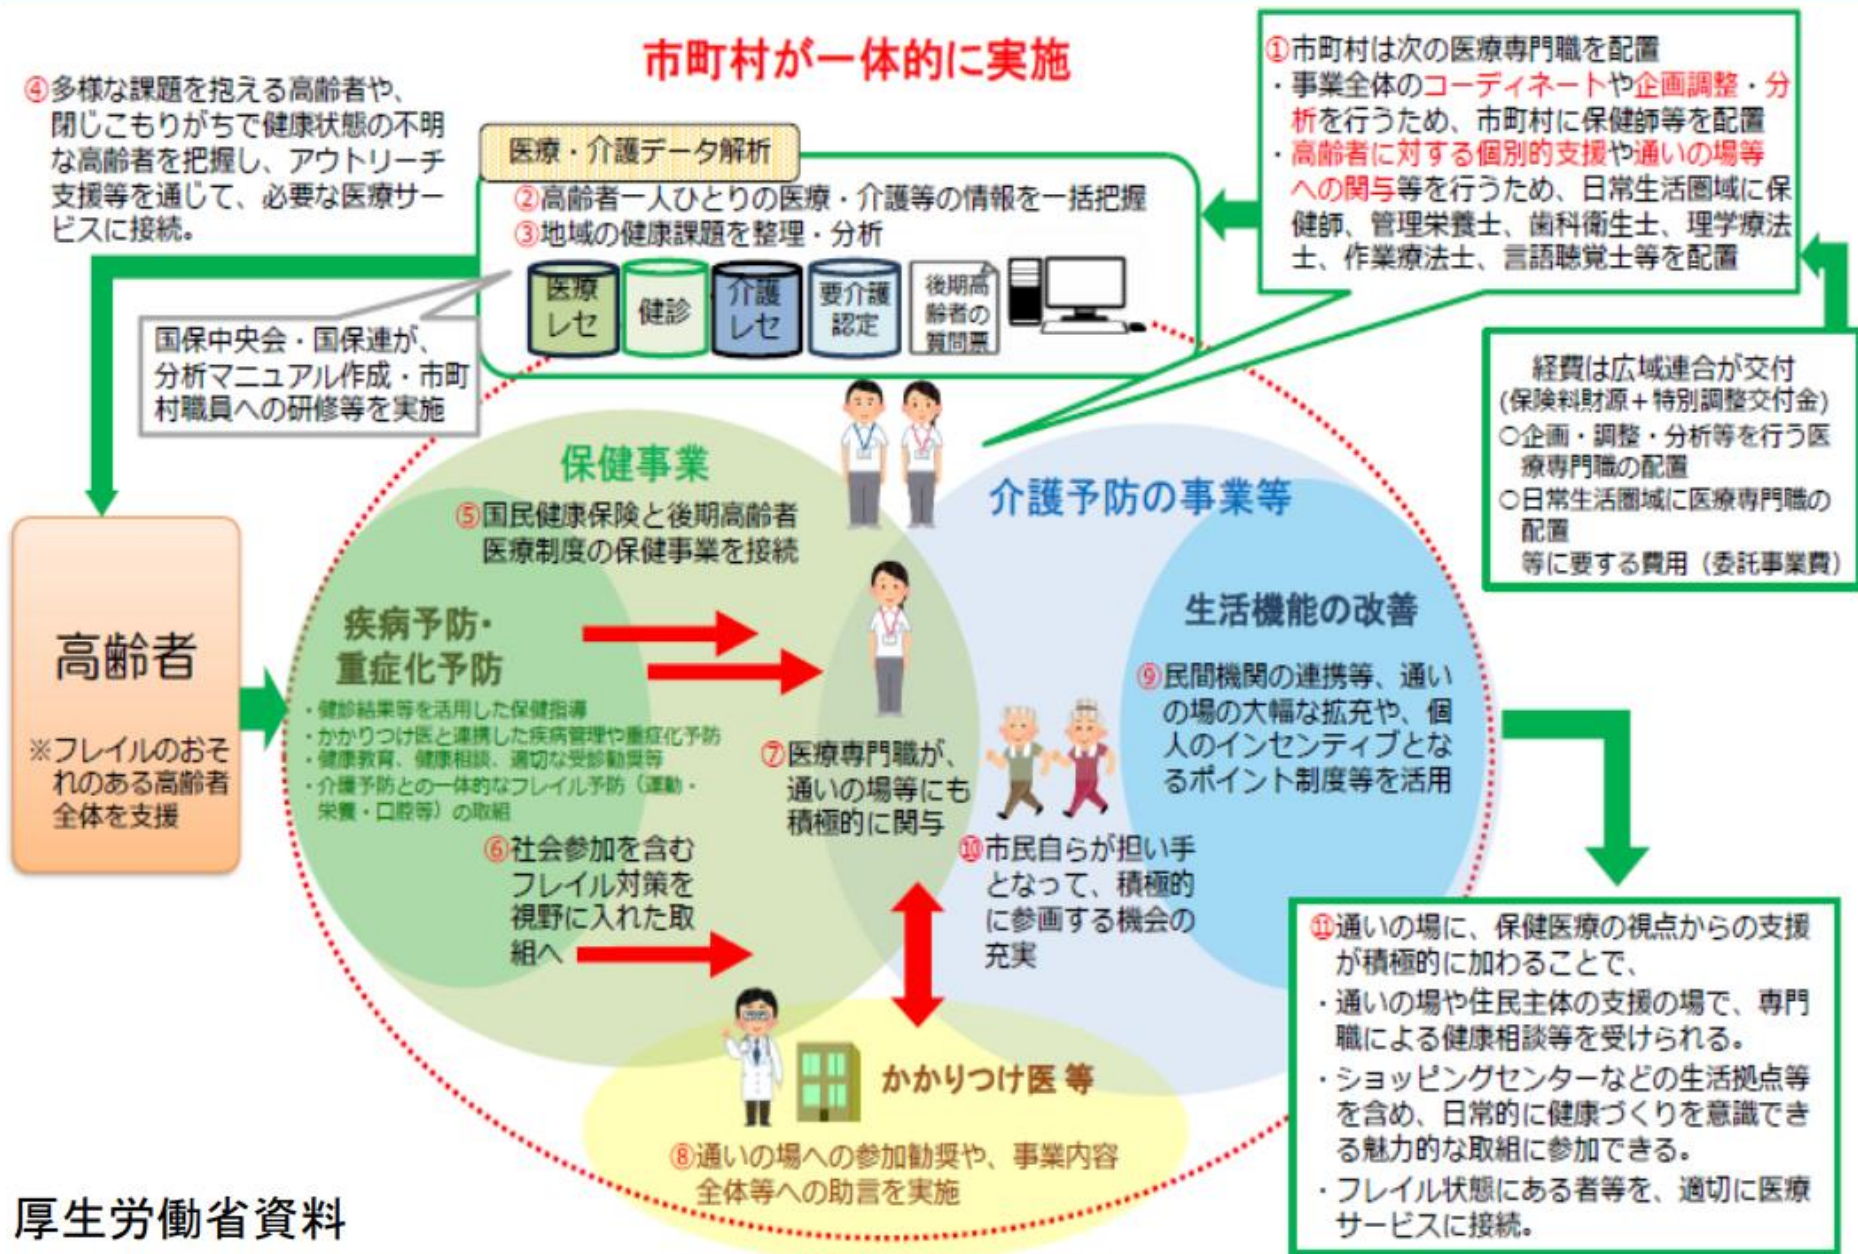 市町村が一体的に実施
①市町村は次の医療専門職を配置
・事業全体のコーディネートや企画調整・分
析を行うため、市町村に保健師等を配置
・高齢者に対する個別的支援や通いの場等
への関与等を行うため、日常生活圏域に保
健師、管理栄養士、歯科衛生士、理学療法
士、作業療法士、言語聴覚士等を配置
④多様な課題を抱える高齢者や、
閉じこもりがちで健康状態の不明
な高齢者を把握し、アウトリーチ
支援等を通じて、必要な医療サー
ビスに接続。
医療・介護データ解析
②高齢者一人ひとりの医療・介護等の情報を一括把握
③地域の健康課題を整理・分析
医療
レセ
健診
介護
レセ
要介護
認定
後期高
齢者の
質問票
国保中央会・国保連が、
分析マニュアル作成・市町
村職員への研修等を実施
経費は広域連合が交付
(保険料財源＋特別調整交付金)
○企画・調整・分析等を行う医
療専門職の配置
○日常生活圏域に医療専門職の
配置
等に要する費用（委託事業費）
保健事業
⑤国民健康保険と後期高齢者
医療制度の保健事業を接続
介護予防の事業等
高齢者
※フレイルのおそ
れのある高齢者
全体を支援
疾病予防・
重症化予防
・健診結果等を活用した保健指導
・かかりつけ医と連携した疾病管理や重症化予防
・健康教育、健康相談、適切な受診勧奨等
・介護予防との一体的なフレイル予防（運動・
栄養・口腔等）の取組
⑥社会参加を含む
フレイル対策を
視野に入れた取
組へ
⑦医療専門職が、
通いの場等にも
積極的に関与
生活機能の改善
⑨民間機関の連携等、通い
の場の大幅な拡充や、個
人のインセンティブとな
るポイント制度等を活用
⑩市民自らが担い手
となって、積極的
に参画する機会の
充実
かかりつけ医 等
⑧通いの場への参加勧奨や、事業内容
全体等への助言を実施
⑪通いの場に、保健医療の視点からの支援
が積極的に加わることで、
・通いの場や住民主体の支援の場で、専門
職による健康相談等を受けられる。
・ショッピングセンターなどの生活拠点等
を含め、日常的に健康づくりを意識でき
る魅力的な取組に参加できる。
・フレイル状態にある者等を、適切に医療
サービスに接続。
厚生労働省資料